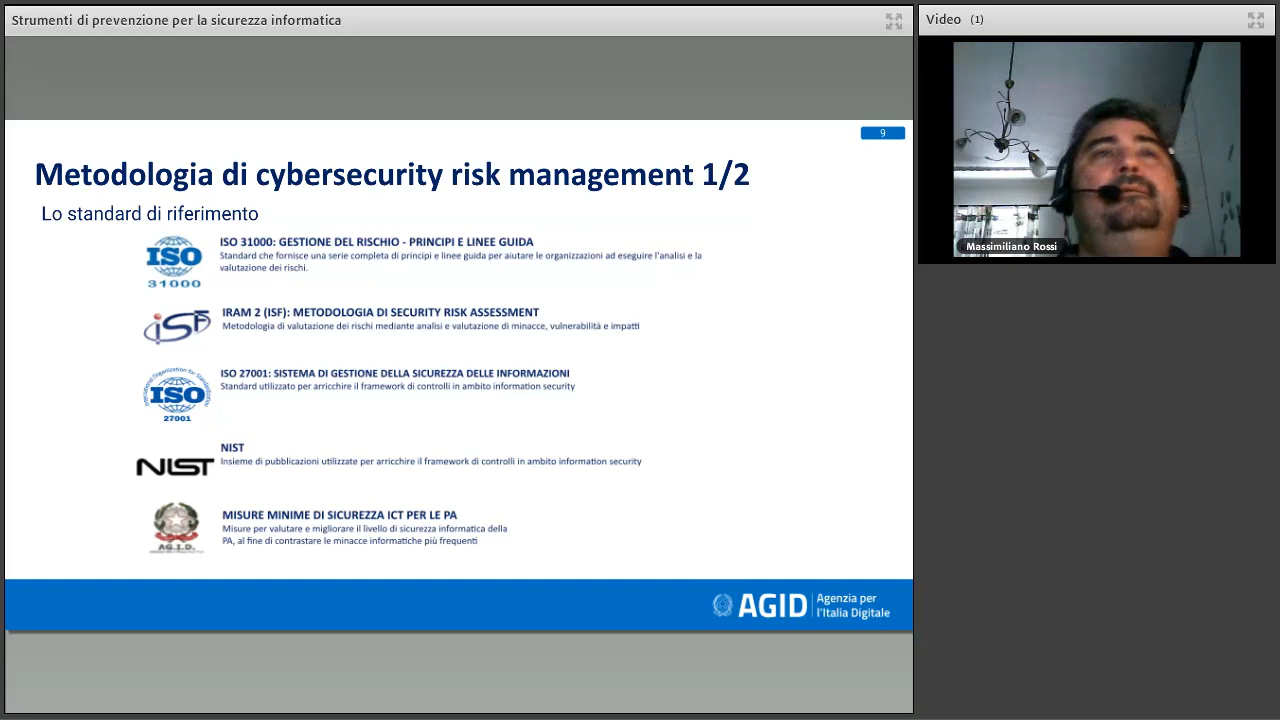 Strumenti di prevenzione per la sicurezza informatica
Video (1)
Massimiliano Rossi
9
Metodologia di cybersecurity risk management 1/2
Lo standard di riferimento
ISO
31000
ISO 31000: GESTIONE DEL RISCHIO - PRINCIPI E LINEE GUIDA
Standard che fornisce una serie completa di principi e linee guida per aiutare le organizzazioni ad eseguire l'analisi e la
valutazione dei rischi.
iSF
IRAM 2 (ISF): METODOLOGIA DI SECURITY RISK ASSESSMENT
Metodologia di valutazione dei rischi mediante analisi e valutazione di minacce, vulnerabilità e impatti
International Organization for Standardization
ISO
27001
ISO 27001: SISTEMA DI GESTIONE DELLA SICUREZZA DELLE INFORMAZIONI
Standard utilizzato per arricchire il framework di controlli in ambito information security
NIST
NIST
Insieme di pubblicazioni utilizzate per arricchire il framework di controlli in ambito information security
A.G.I.D.
MISURE MINIME DI SICUREZZA ICT PER LE PA
Misure per valutare e migliorare il livello di sicurezza informatica della
PA, al fine di contrastare le minacce informatiche più frequenti
AGID
Agenzia per
l'Italia Digitale